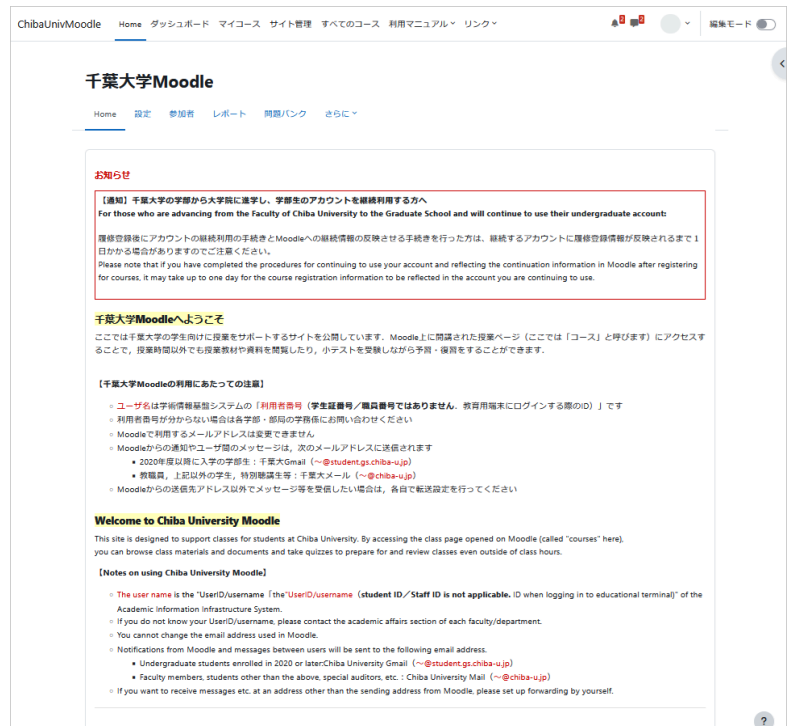 ChibaUnivMoodle Home ダッシュボード マイコース サイト管理 すべてのコース 利用マニュアル リンク 2 2 編集モード
千葉大学Moodle
Home 設定 参加者 レポート 問題バンク さらに
お知らせ
【通知】千葉大学の学部から大学院に進学し、学部生のアカウントを継続利用する方へ
For those who are advancing from the Faculty of Chiba University to the Graduate School and will continue to use their undergraduate account:
履修登録後にアカウントの継続利用の手続きとMoodleへの継続情報の反映させる手続きを行った方は、継続するアカウントに履修登録情報が反映されるまで１
日かかる場合がありますのでご注意ください。
Please note that if you have completed the procedures for continuing to use your account and reflecting the continuation information in Moodle after registering
for courses, it may take up to one day for the course registration information to be reflected in the account you are continuing to use.
千葉大学Moodleへようこそ
ここでは千葉大学の学生向けに授業をサポートするサイトを公開しています．Moodle上に開講された授業ページ（ここでは「コース」と呼びます）にアクセスす
ることで，授業時間以外でも授業教材や資料を閲覧したり，小テストを受験しながら予習・復習をすることができます．
【千葉大学Moodleの利用にあたっての注意】
ユーザ名は学術情報基盤システムの「利用者番号（学生証番号／職員番号ではありません．教育用端末にログインする際のID）」です
利用者番号が分からない場合は各学部・部局の学務係にお問い合わせください
Moodleで利用するメールアドレスは変更できません
Moodleからの通知やユーザ間のメッセージは，次のメールアドレスに送信されます
2020年度以降に入学の学部生：千葉大Gmail（～@student.gs.chiba-u.jp）
教職員，上記以外の学生，特別聴講生等：千葉大メール（～@chiba-u.jp）
Moodleからの送信先アドレス以外でメッセージ等を受信したい場合は，各自で転送設定を行ってください
Welcome to Chiba University Moodle
This site is designed to support classes for students at Chiba University. By accessing the class page opened on Moodle (called "courses" here),
you can browse class materials and documents and take quizzes to prepare for and review classes even outside of class hours.
【Notes on using Chiba University Moodle】
The user name is the "UserID/username「the"UserID/username（student ID／Staff ID is not applicable. ID when logging in to educational terminal)" of the
Academic Information Infrastructure System.
If you do not know your UserID/username, please contact the academic affairs section of each faculty/department.
You cannot change the email address used in Moodle.
Notifications from Moodle and messages between users will be sent to the following email address.
Undergraduate students enrolled in 2020 or later:Chiba University Gmail（～@student.gs.chiba-u.jp）
Faculty members, students other than the above, special auditors, etc. : Chiba University Mail（～@chiba-u.jp）
If you want to receive messages etc. at an address other than the sending address from Moodle, please set up forwarding by yourself.
?